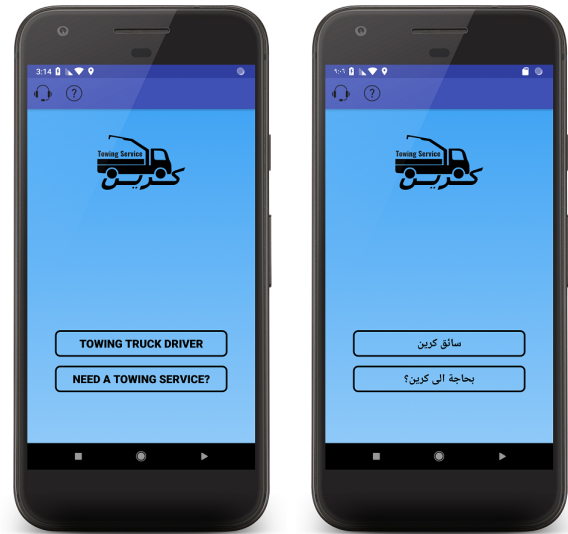 3:14
Towing Service
كرين
TOWING TRUCK DRIVER
NEED A TOWING SERVICE?
Towing Service
كرين
سائق كرين
بحاجة الى كرين؟